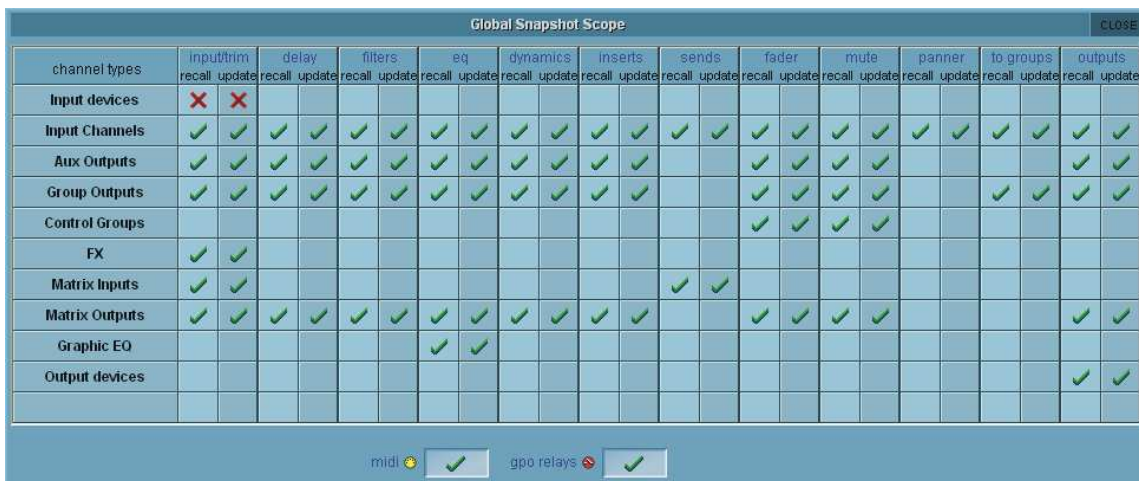 Global Snapshot Scope
CLOSE
channel types input/trim delay filters eq dynamics inserts sends fader mute panner to groups outputs
recall update recall update recall update recall update recall update recall update recall update recall update recall update recall update recall update recall update
Input devices
Input Channels
Aux Outputs
Group Outputs
Control Groups
FX
Matrix Inputs
Matrix Outputs
Graphic EQ
Output devices
midi gpo relays